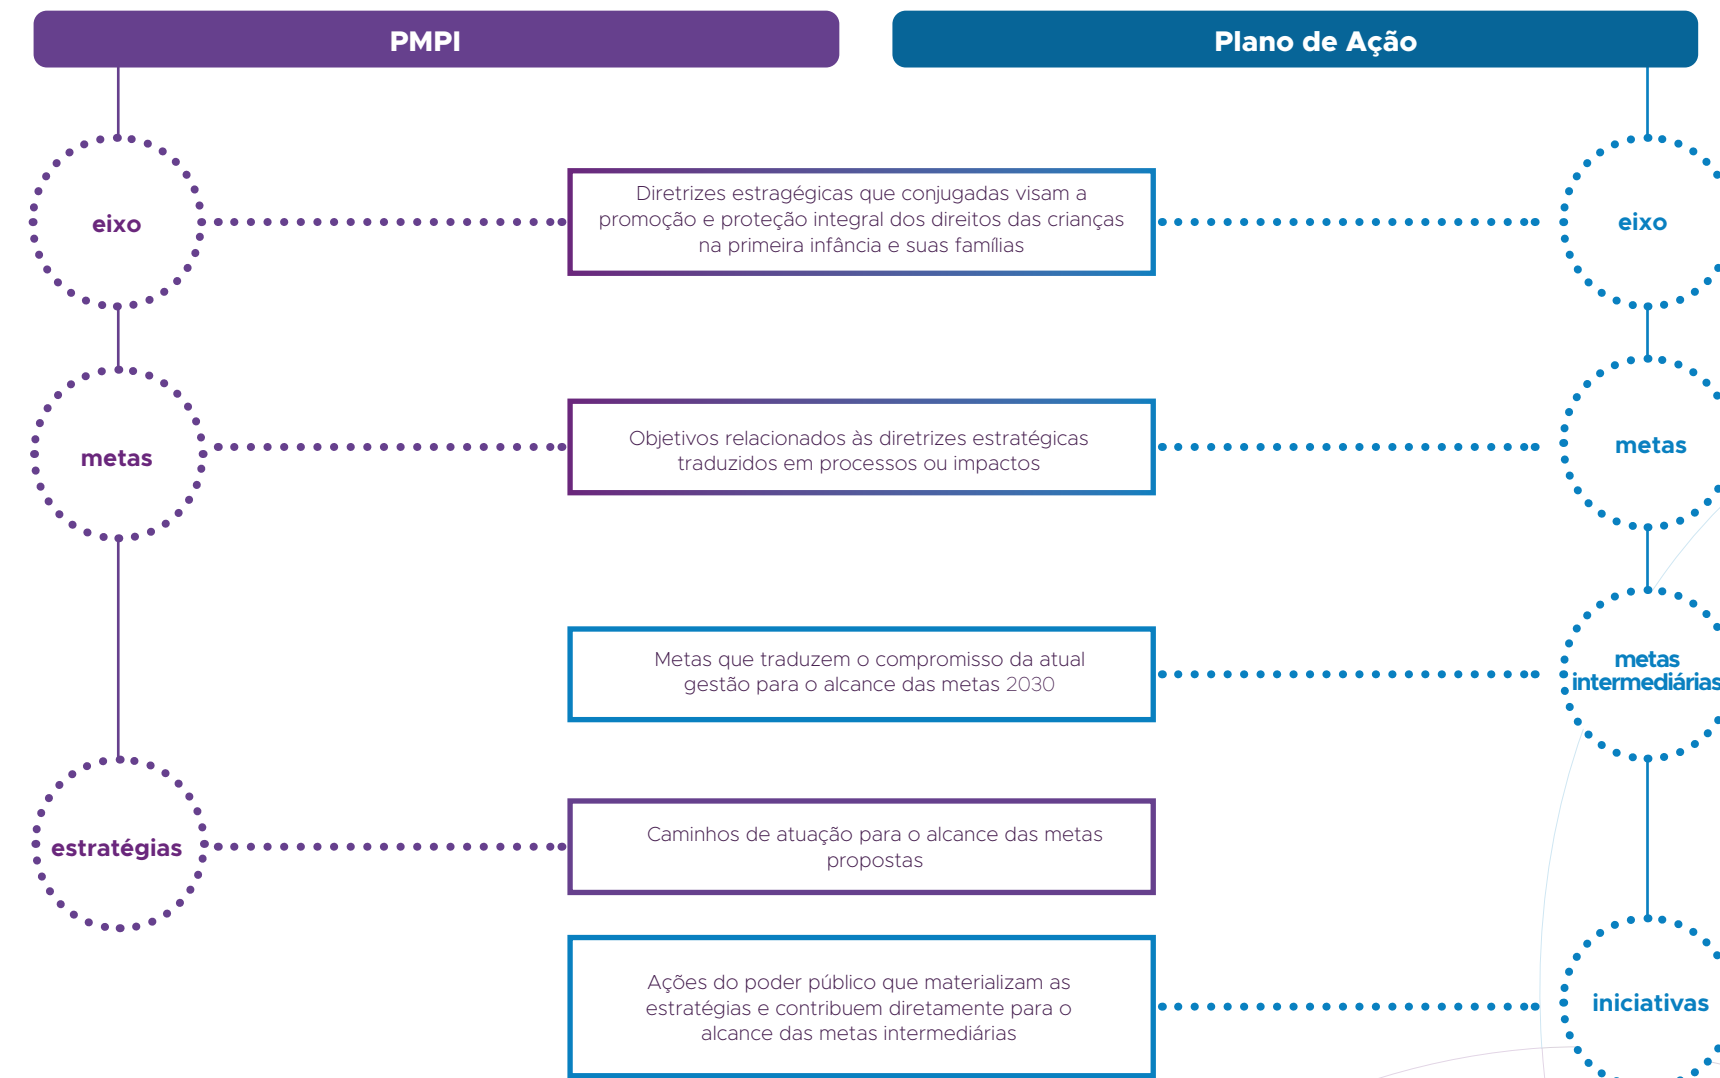 PMPI
Plano de Ação
eixo
Diretrizes estragégicas que conjugadas visam a
promoção e proteção integral dos direitos das crianças
na primeira infância e suas famílias
eixo
metas
Objetivos relacionados às diretrizes estratégicas
traduzidos em processos ou impactos
metas
Metas que traduzem o compromisso da atual
gestão para o alcance das metas 2030
metas
intermediárias
estratégias
Caminhos de atuação para o alcance das metas
propostas
Ações do poder público que materializam as
estratégias e contribuem diretamente para o
alcance das metas intermediárias
iniciativas